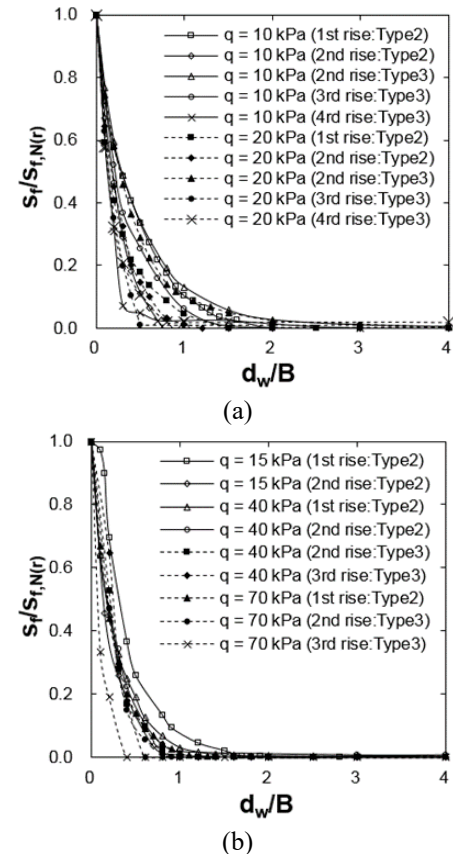 1.0
0.8
0.6
0.4
0.2
0.0
sf/sf,N(r)
q = 10 kPa (1st rise:Type2)
q = 10 kPa (2nd rise:Type2)
q = 10 kPa (2nd rise:Type3)
q = 10 kPa (3rd rise:Type3)
q = 10 kPa (4rd rise:Type3)
q = 20 kPa (1st rise:Type2)
q = 20 kPa (2nd rise:Type2)
q = 20 kPa (2nd rise:Type3)
q = 20 kPa (3rd rise:Type3)
q = 20 kPa (4rd rise:Type3)
0 1 2 3 4
dw/B
(a)
1.0
0.8
0.6
0.4
0.2
0.0
sf/sf,N(r)
q = 15 kPa (1st rise:Type2)
q = 15 kPa (2nd rise:Type2)
q = 40 kPa (1st rise:Type2)
q = 40 kPa (2nd rise:Type2)
q = 40 kPa (2nd rise:Type3)
q = 40 kPa (3rd rise:Type3)
q = 70 kPa (1st rise:Type2)
q = 70 kPa (2nd rise:Type3)
q = 70 kPa (3rd rise:Type3)
0 1 2 3 4
dw/B
(b)